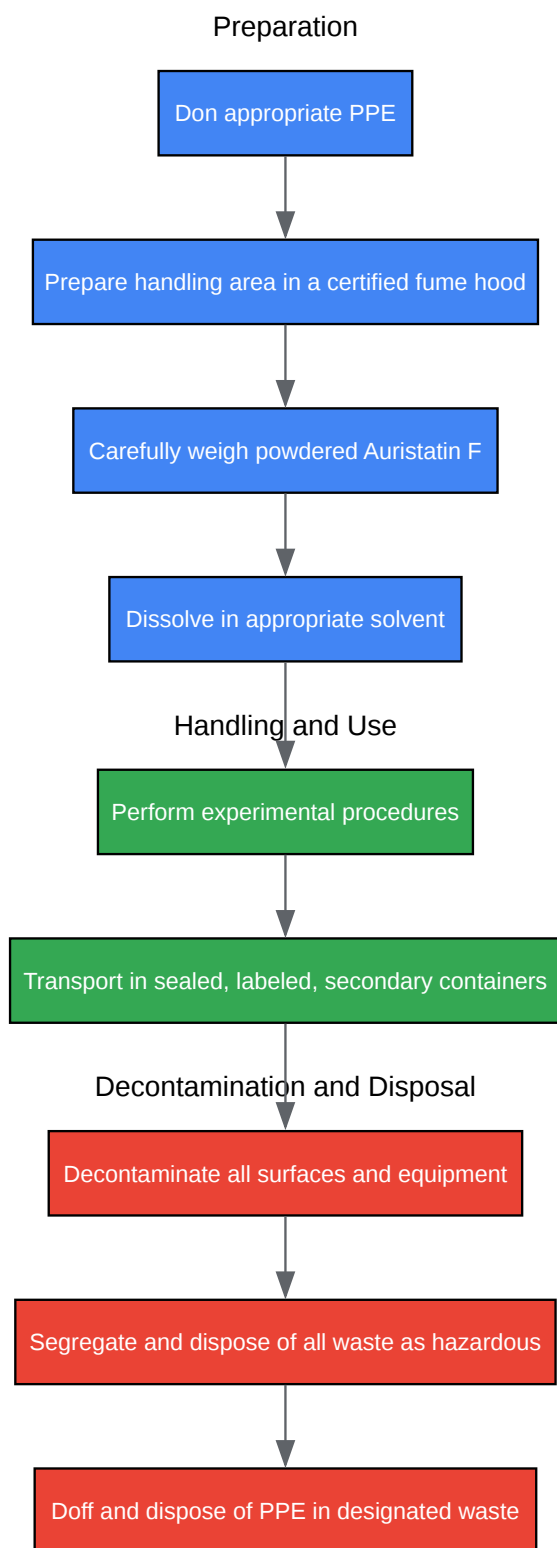 Preparation
Don appropriate PPE
Prepare handling area in a certified fume hood
Carefully weigh powdered Auristatin F
Dissolve in appropriate solvent
Handling and Use
Perform experimental procedures
Transport in sealed, labeled, secondary containers
Decontamination and Disposal
Decontaminate all surfaces and equipment
Segregate and dispose of all waste as hazardous
Doff and dispose of PPE in designated waste